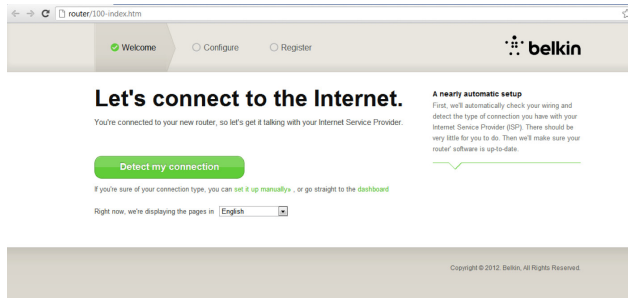 router/100-index.htm
Welcome
Configure
Register
belkin
Let's connect to the Internet.
You're connected to your new router, so let's get it talking with your Internet Service Provider.
Detect my connection
If you're sure of your connection type, you can set it up manually» , or go straight to the dashboard
Right now, we're displaying the pages in English
A nearly automatic setup
First, we'll automatically check your wiring and
detect the type of connection you have with your
Internet Service Provider (ISP). There should be
very little for you to do. Then we'll make sure your
router' software is up-to-date.
Copyright © 2012. Belkin, All Rights Reserved.